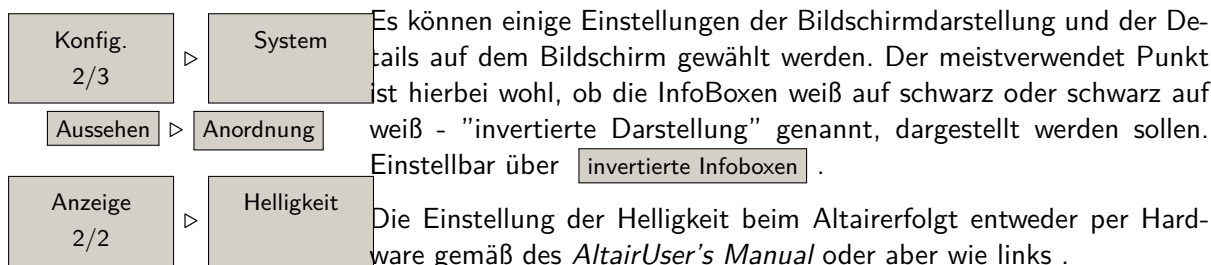 Konfig.
2/3
▷
System
Aussehen ▷ Anordnung
Es können einige Einstellungen der Bildschirmdarstellung und der De-
tails auf dem Bildschirm gewählt werden. Der meistverwendet Punkt
ist hierbei wohl, ob die InfoBoxen weiß auf schwarz oder schwarz auf
weiß - ”invertierte Darstellung” genannt, dargestellt werden sollen.
Einstellbar über invertierte Infoboxen .
Anzeige
2/2
▷
Helligkeit
Die Einstellung der Helligkeit beim Altairerfolgt entweder per Hard-
ware gemäß des AltairUser's Manual oder aber wie links .